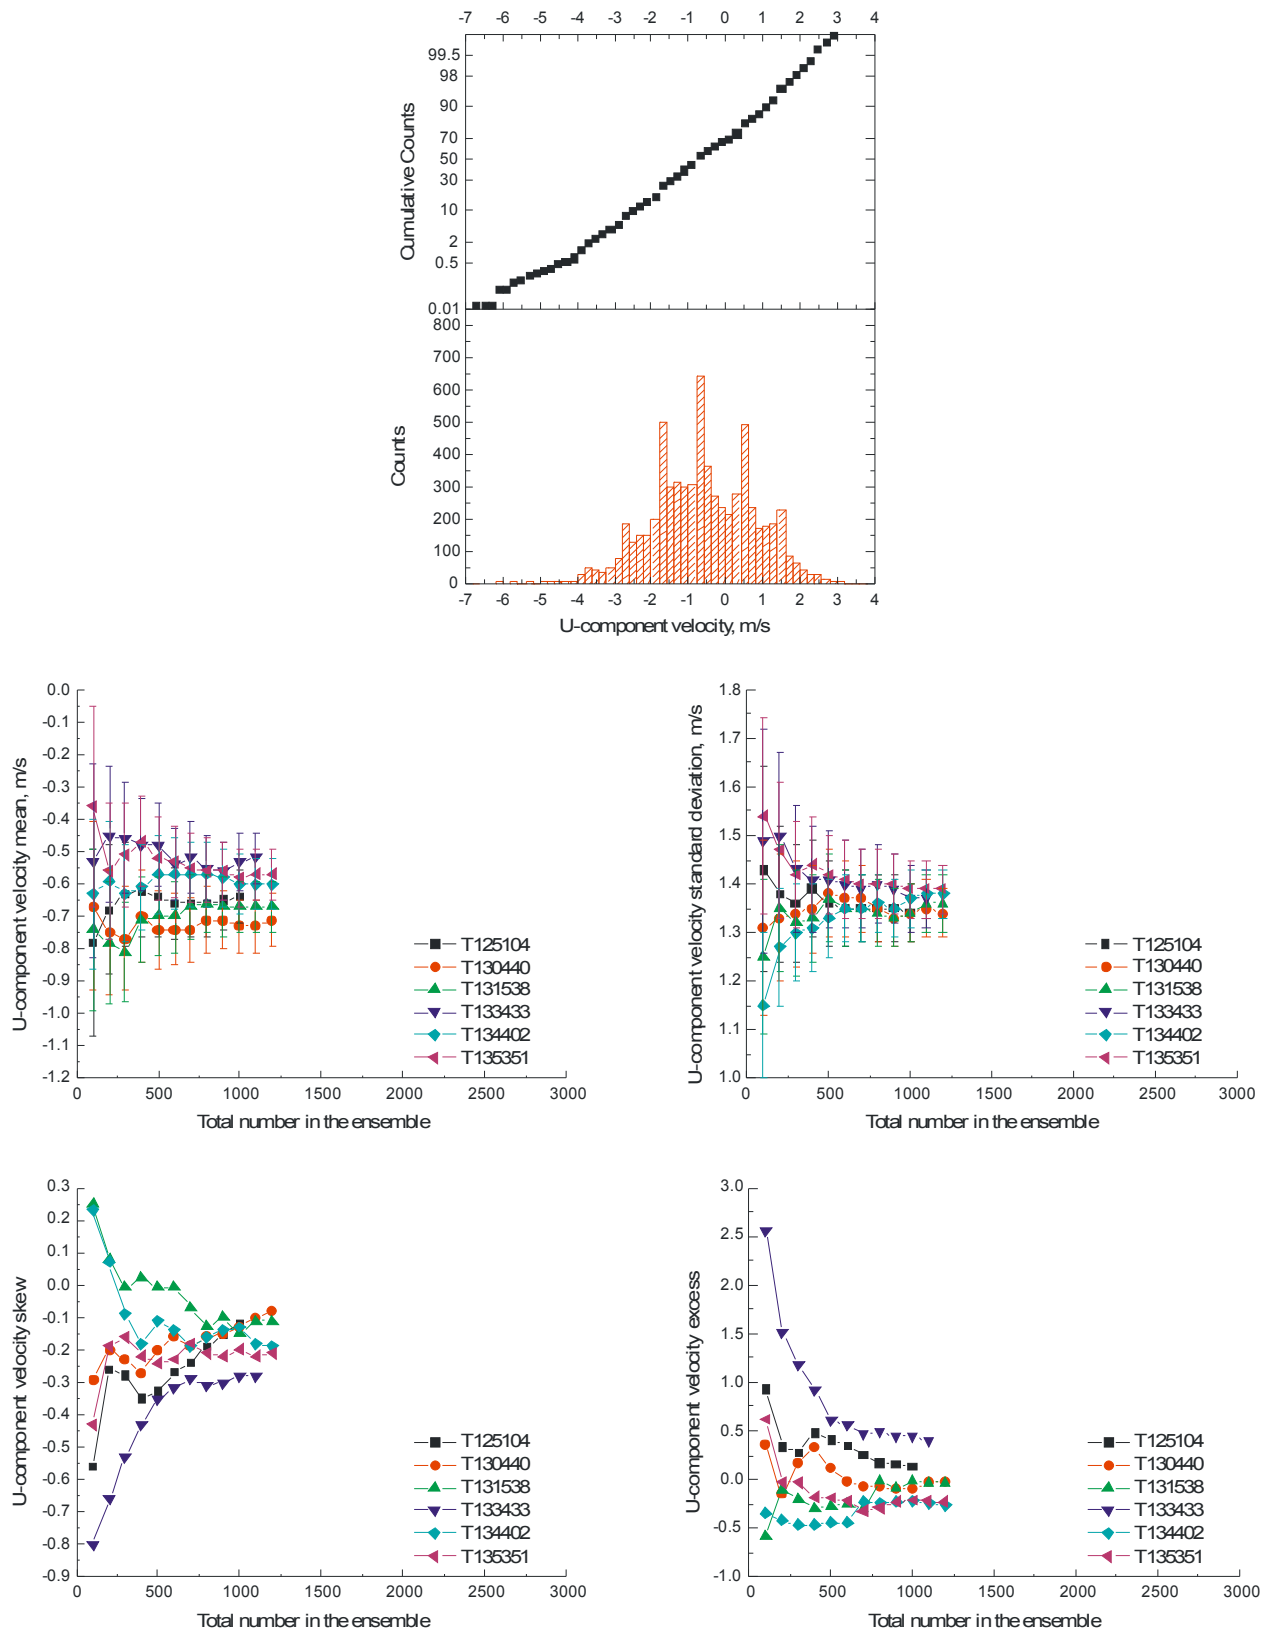 -7 -6 -5 -4 -3 -2 -1 0 1 2 3 4
99.5
98
90
70
50
30
10
2
0.5
0.01
Cumulative Counts
800
700
600
500
400
300
200
100
0
Counts
-7 -6 -5 -4 -3 -2 -1 0 1 2 3 4
U-component velocity, m/s
0.0
-0.1
-0.2
-0.3
-0.4
-0.5
-0.6
-0.7
-0.8
-0.9
-1.0
-1.1
-1.2
U-component velocity mean, m/s
T125104
T130440
T131538
T133433
T134402
T135351
0 500 1000 1500 2000 2500 3000
Total number in the ensemble
1.8
1.7
1.6
1.5
1.4
1.3
1.2
1.1
1.0
U-component velocity standard deviation, m/s
T125104
T130440
T131538
T133433
T134402
T135351
0 500 1000 1500 2000 2500 3000
Total number in the ensemble
0.3
0.2
0.1
0.0
-0.1
-0.2
-0.3
-0.4
-0.5
-0.6
-0.7
-0.8
-0.9
U-component velocity skew
T125104
T130440
T131538
T133433
T134402
T135351
0 500 1000 1500 2000 2500 3000
Total number in the ensemble
3.0
2.5
2.0
1.5
1.0
0.5
0.0
-0.5
-1.0
U-component velocity excess
T125104
T130440
T131538
T133433
T134402
T135351
0 500 1000 1500 2000 2500 3000
Total number in the ensemble